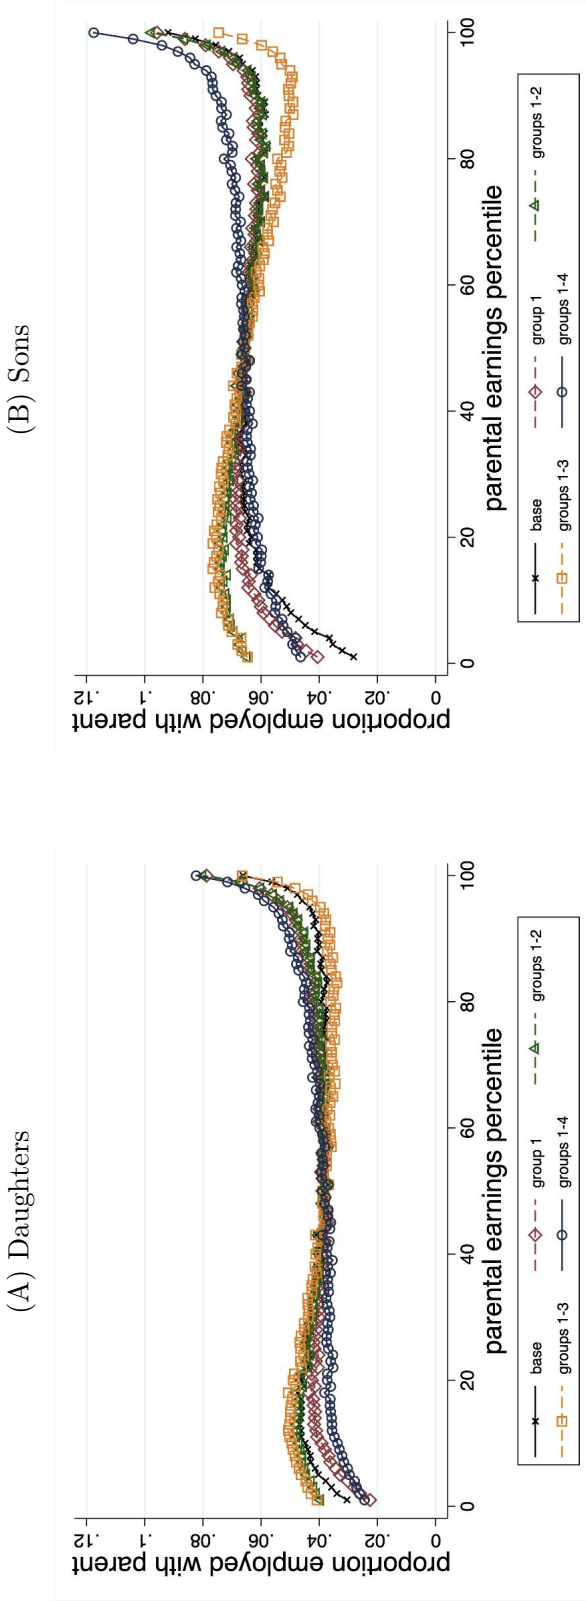 (A) Daughters
proportion employed with parent
.12
.1
.08
.06
.04
.02
0
0 20 40 60 80 100
parental earnings percentile
base group 1 groups 1-2
groups 1-3 groups 1-4
(B) Sons
proportion employed with parent
.12
.1
.08
.06
.04
.02
0
0 20 40 60 80 100
parental earnings percentile
base group 1 groups 1-2
groups 1-3 groups 1-4